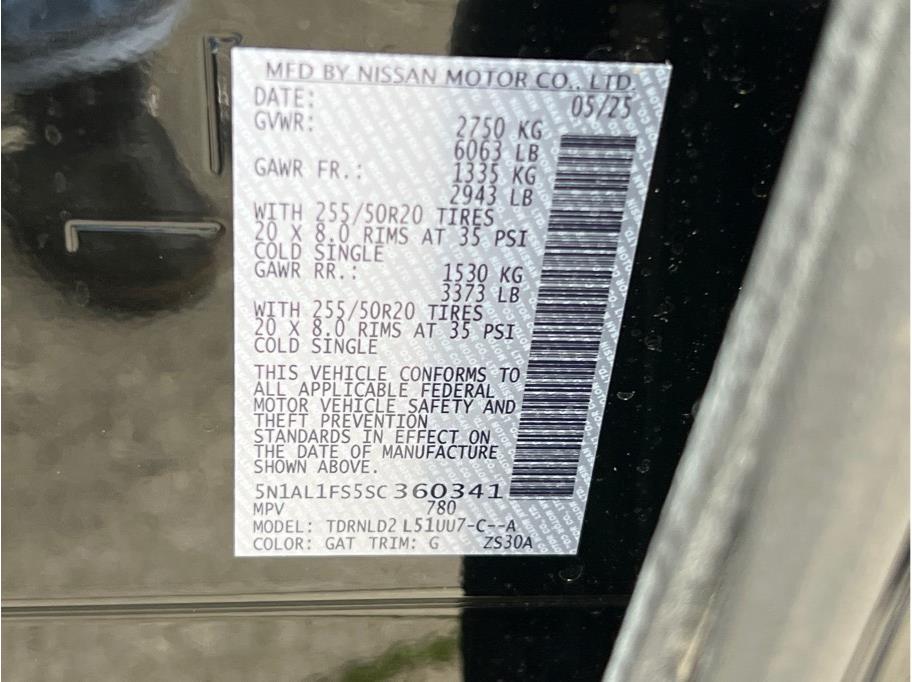 MFD BY NISSAN MOTOR CO., LTD.
DATE: 05/25
GVWR: 2750 KG
6063 LB
GAWR FR.: 1335 KG
2943 LB
WITH 255/50R20 TIRES
20 X 8.0 RIMS AT 35 PSI
COLD SINGLE
GAWR RR.: 1530 KG
3373 LB
WITH 255/50R20 TIRES
20 X 8.0 RIMS AT 35 PSI
COLD SINGLE
THIS VEHICLE CONFORMS TO
ALL APPLICABLE FEDERAL
MOTOR VEHICLE SAFETY AND
THEFT PREVENTION
STANDARDS IN EFFECT ON
THE DATE OF MANUFACTURE
SHOWN ABOVE.
5N1AL1FS5SC360341
MPV 780
MODEL: TDRNLD2 L51UU7-C--A
COLOR: GAT TRIM: G ZS30A